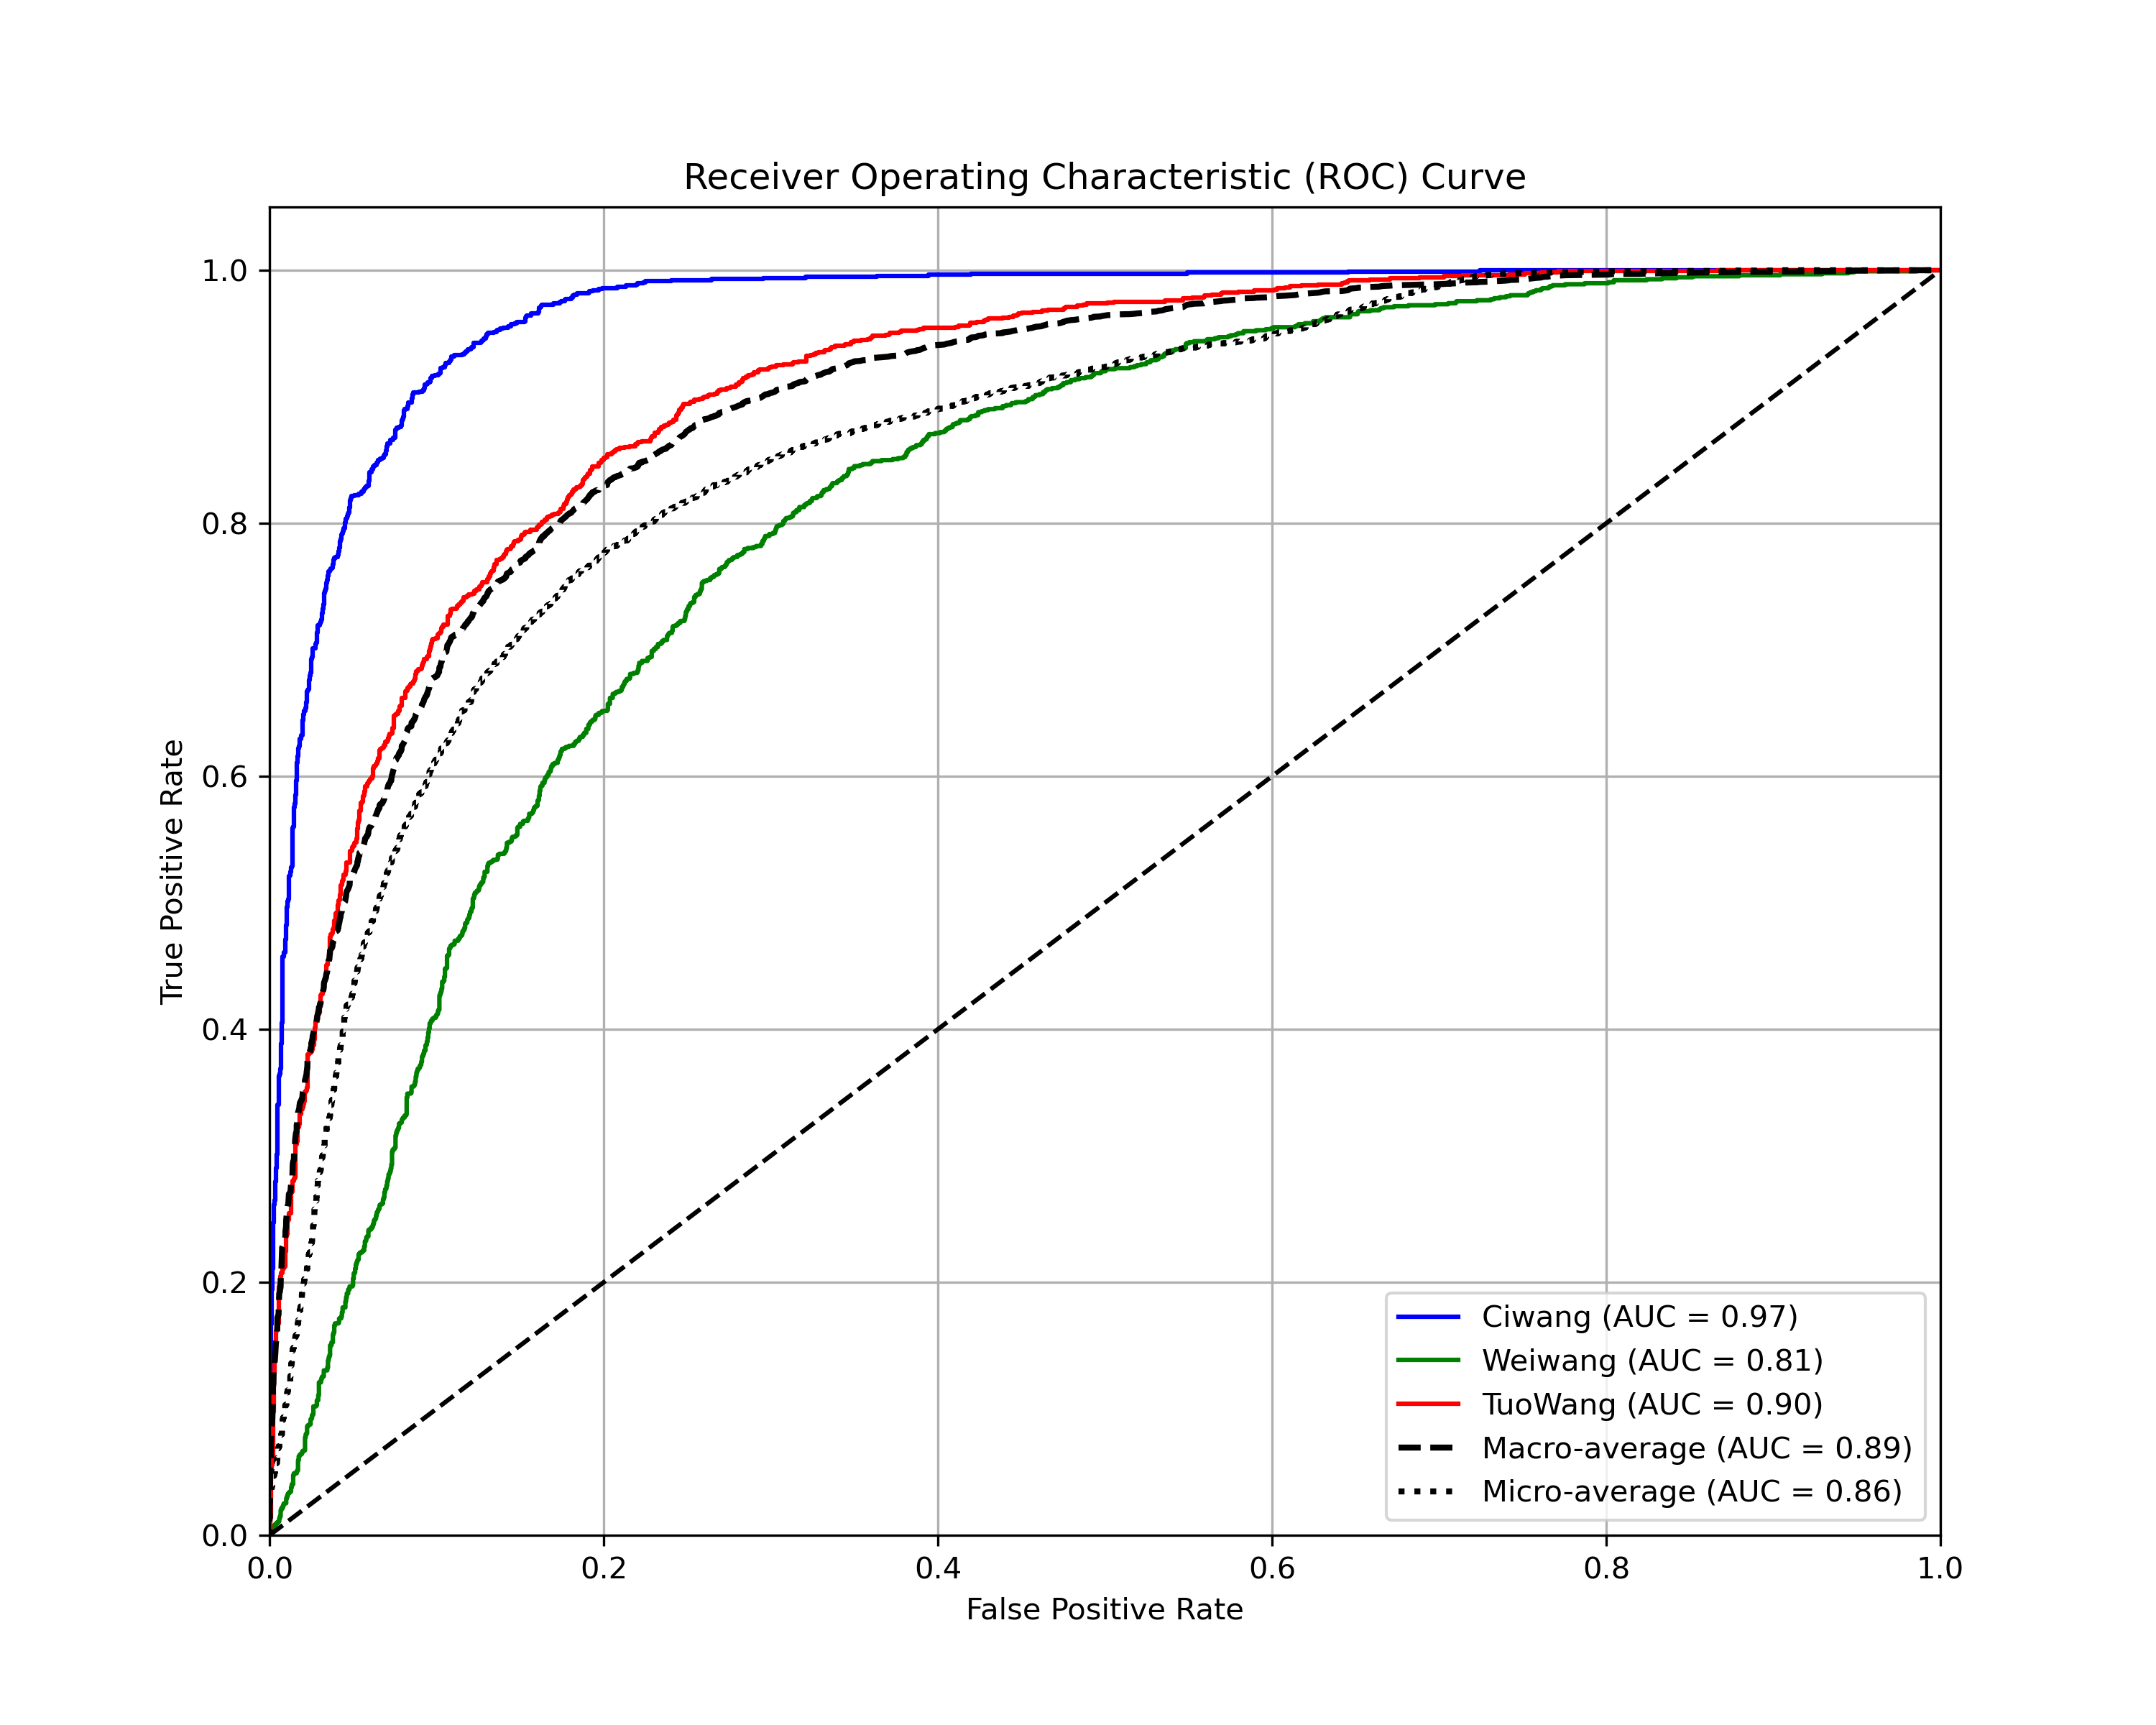 Receiver Operating Characteristic (ROC) Curve
True Positive Rate
1.0
0.8
0.6
0.4
0.2
0.0
0.0 0.2 0.4 0.6 0.8 1.0
False Positive Rate
Ciwang (AUC = 0.97)
Weiwang (AUC = 0.81)
TuoWang (AUC = 0.90)
Macro-average (AUC = 0.89)
Micro-average (AUC = 0.86)